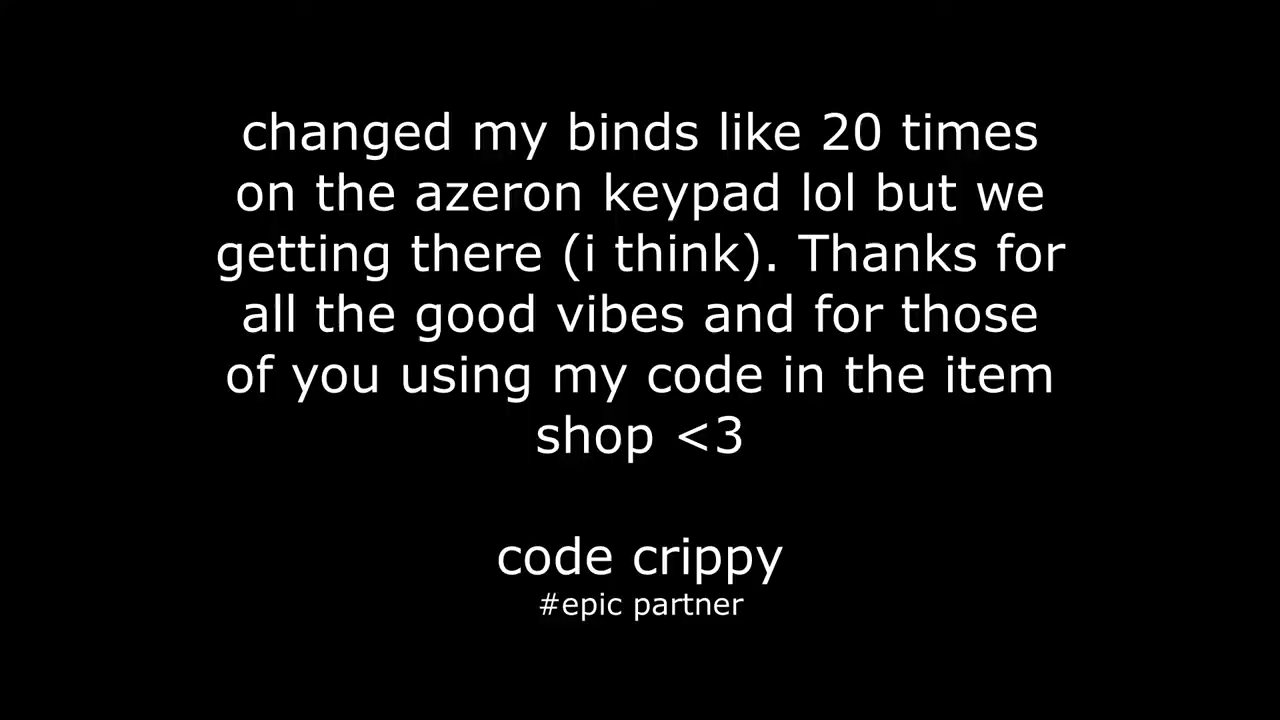 changed my binds like 20 times
on the azeron keypad lol but we
getting there (i think). Thanks for
all the good vibes and for those
of you using my code in the item
shop <3
code crippy
#epic partner